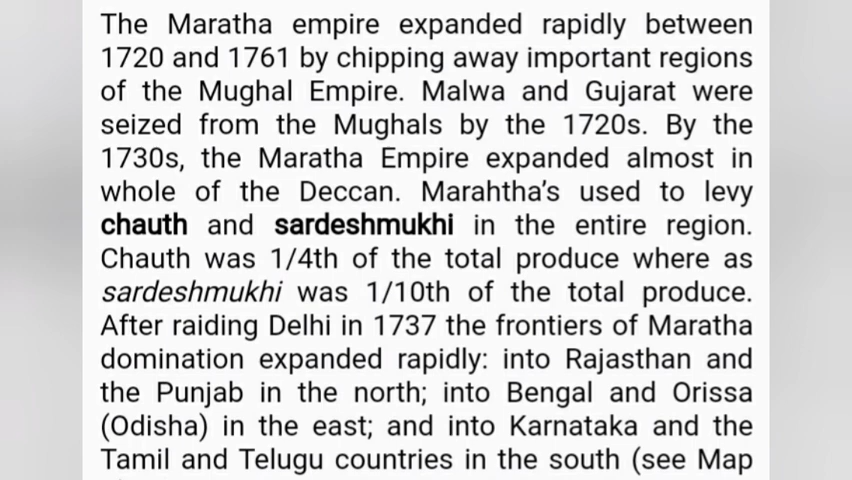 The Maratha empire expanded rapidly between
1720 and 1761 by chipping away important regions
of the Mughal Empire. Malwa and Gujarat were
seized from the Mughals by the 1720s. By the
1730s, the Maratha Empire expanded almost in
whole of the Deccan. Marahtha's used to levy
chauth and sardeshmukhi in the entire region.
Chauth was 1/4th of the total produce where as
sardeshmukhi was 1/10th of the total produce.
After raiding Delhi in 1737 the frontiers of Maratha
domination expanded rapidly: into Rajasthan and
the Punjab in the north; into Bengal and Orissa
(Odisha) in the east; and into Karnataka and the
Tamil and Telugu countries in the south (see Map